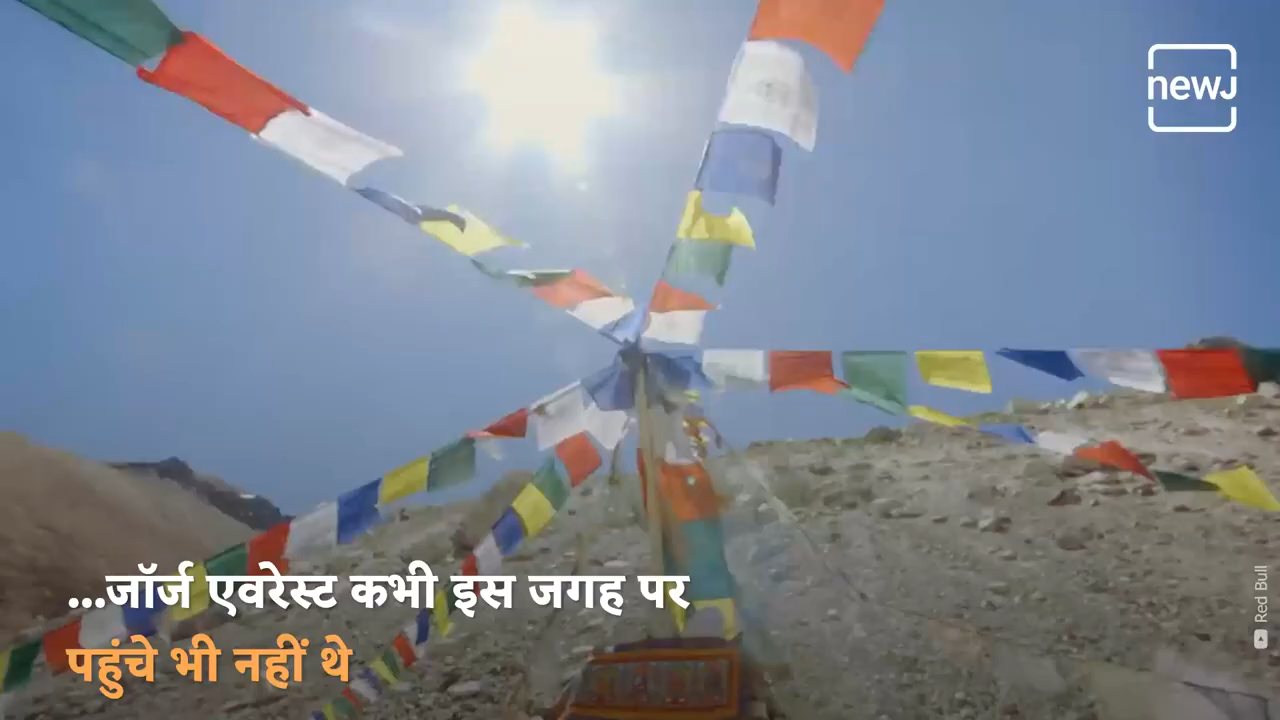 newJ
...जॉर्ज एवरेस्ट कभी इस जगह पर
पहुंचे भी नहीं थे
Red Bull